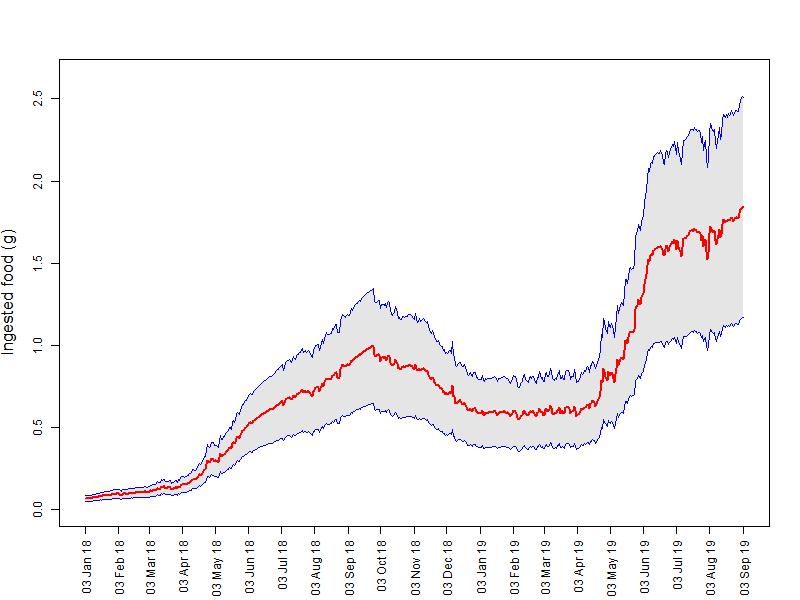 Ingested food (g)
2.5
2.0
1.5
1.0
0.5
0.0
03 Jan 18
03 Feb 18
03 Mar 18
03 Apr 18
03 May 18
03 Jun 18
03 Jul 18
03 Aug 18
03 Sep 18
03 Oct 18
03 Nov 18
03 Dec 18
03 Jan 19
03 Feb 19
03 Mar 19
03 Apr 19
03 May 19
03 Jun 19
03 Jul 19
03 Aug 19
03 Sep 19